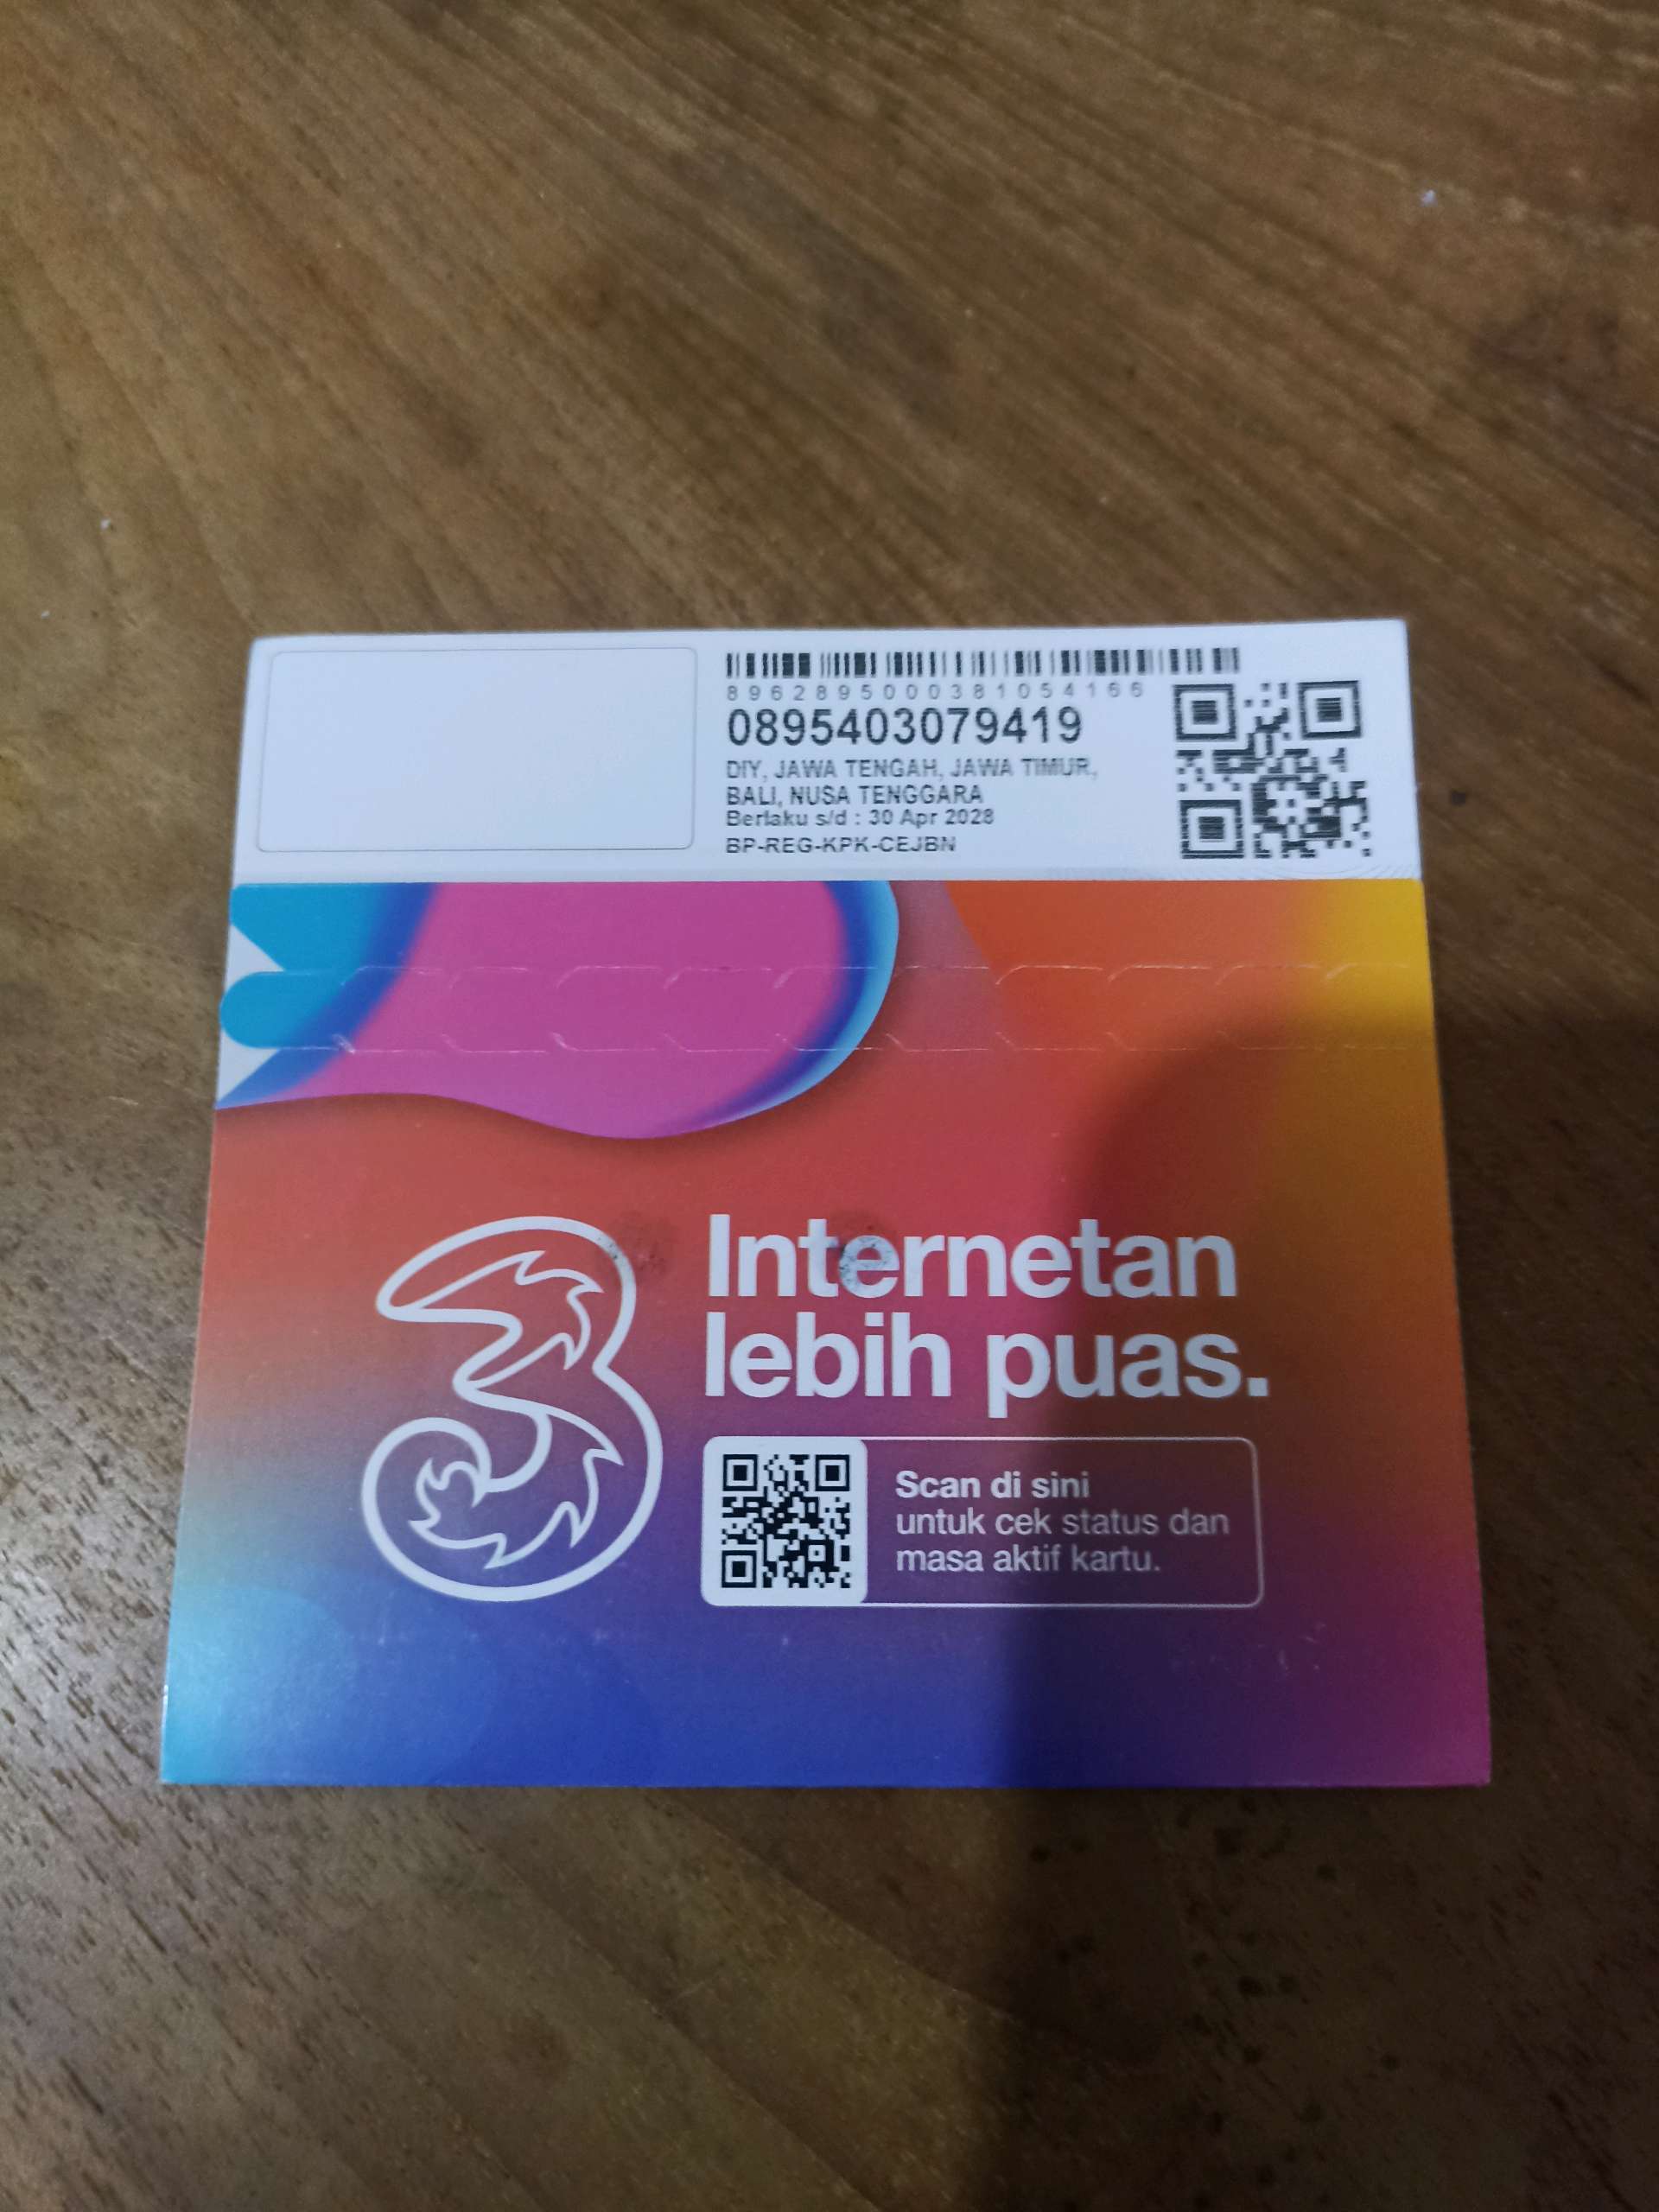 8962895000381054166
0895403079419
DIY, JAWA TENGAH, JAWA TIMUR,
BALI, NUSA TENGGARA
Berlaku s/d : 30 Apr 2028
BP-REG-KPK-CEJBN
3
Internetan
lebih puas.
Scan di sini
untuk cek status dan
masa aktif kartu.